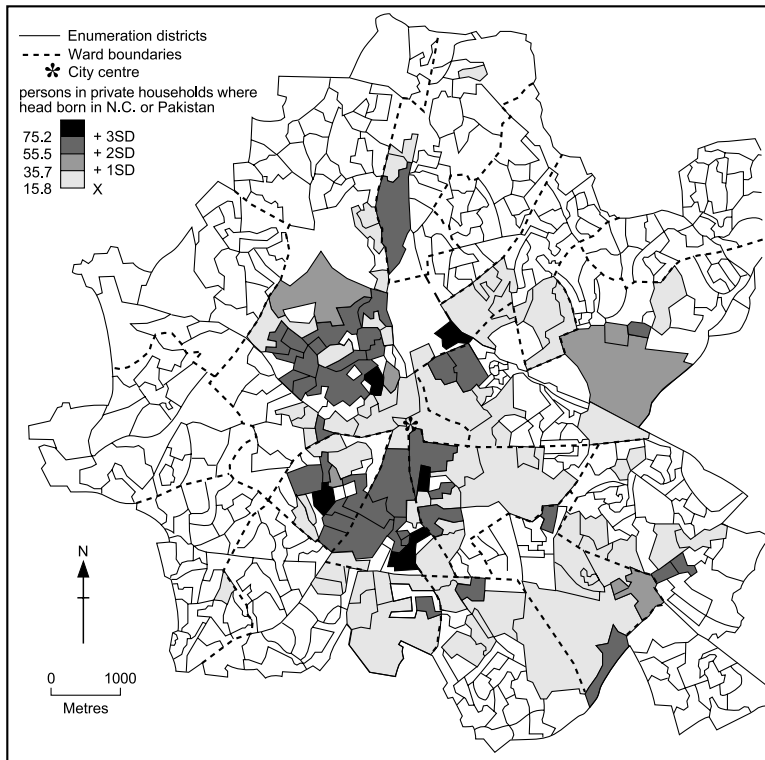 Enumeration districts
Ward boundaries
City centre
persons in private households where
head born in N.C. or Pakistan
75.2 + 3SD
55.5 + 2SD
35.7 + 1SD
15.8 X
N
0 1000
Metres